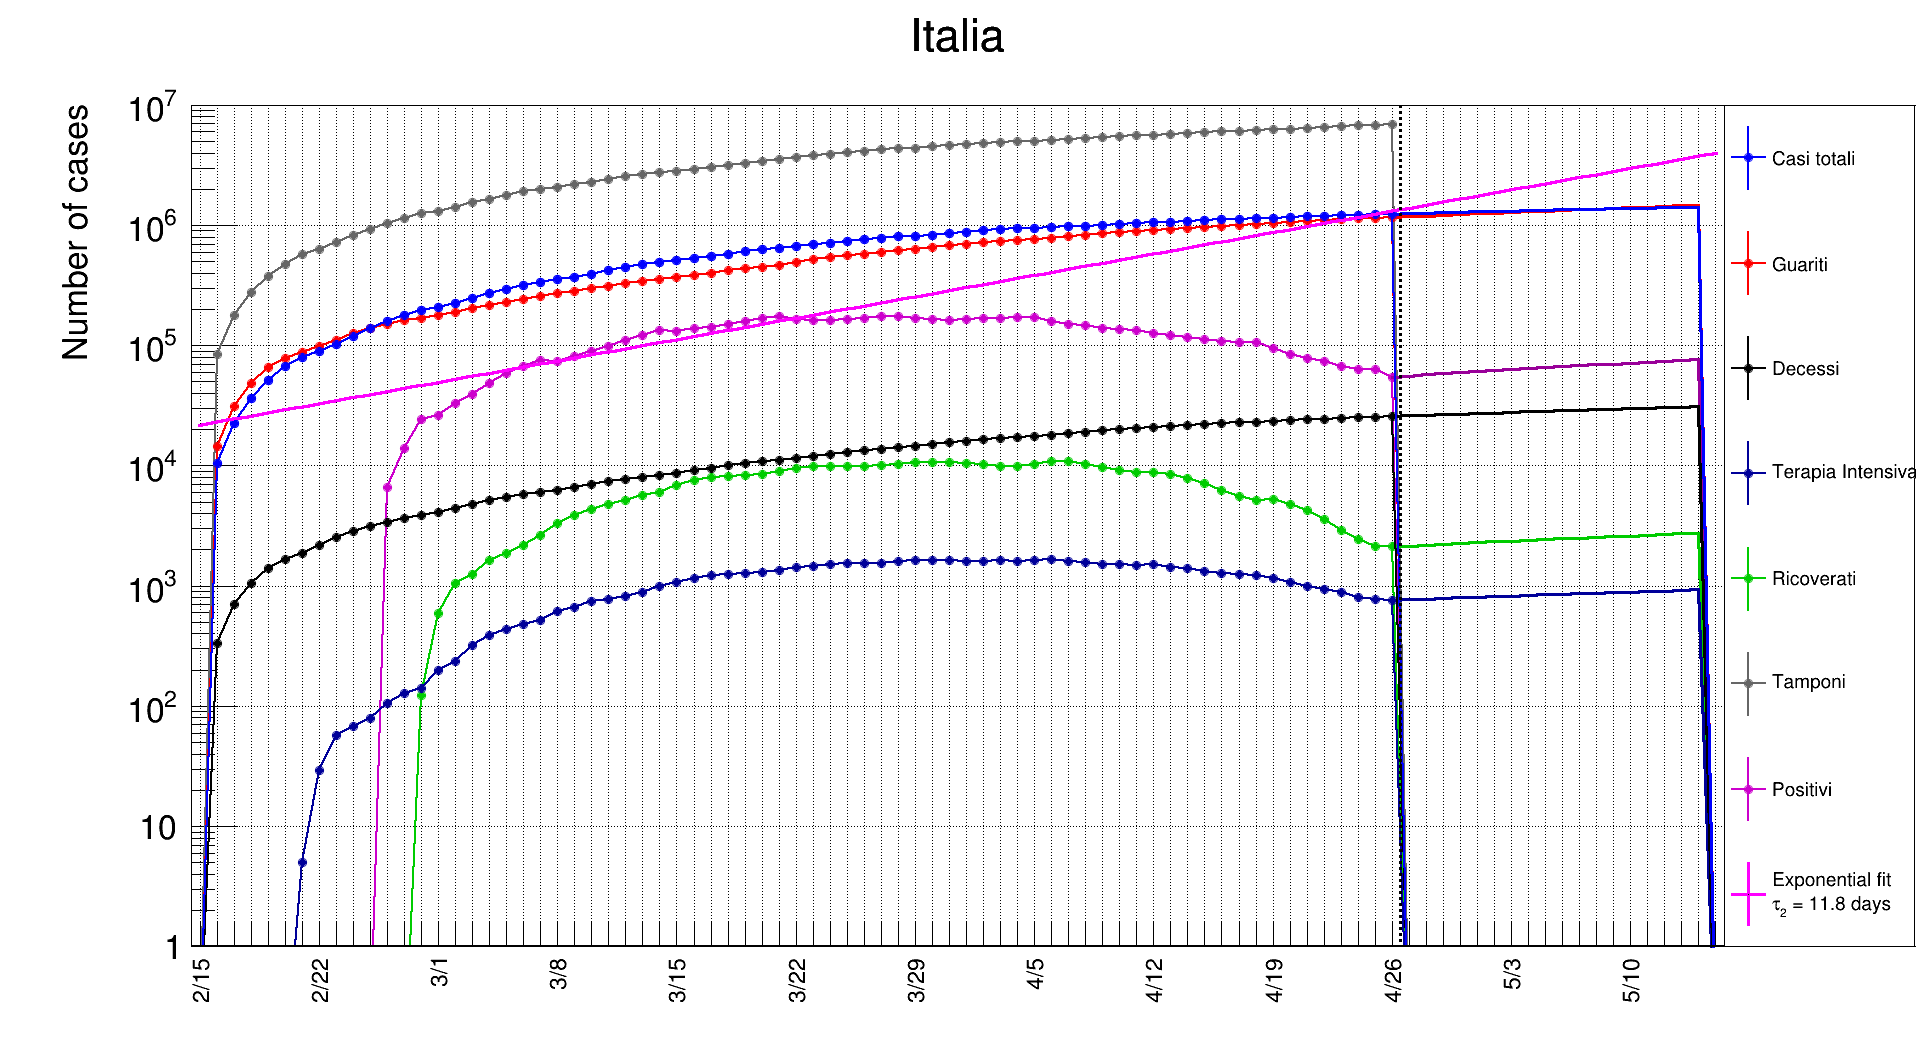 Italia
Number of cases
10^7
10^6
10^5
10^4
10^3
10^2
10
1
2/15
2/22
3/1
3/8
3/15
3/22
3/29
4/5
4/12
4/19
4/26
5/3
5/10
Casi totali
Guariti
Decessi
Terapia Intensiva
Ricoverati
Tamponi
Positivi
Exponential fit
τ₂ = 11.8 days